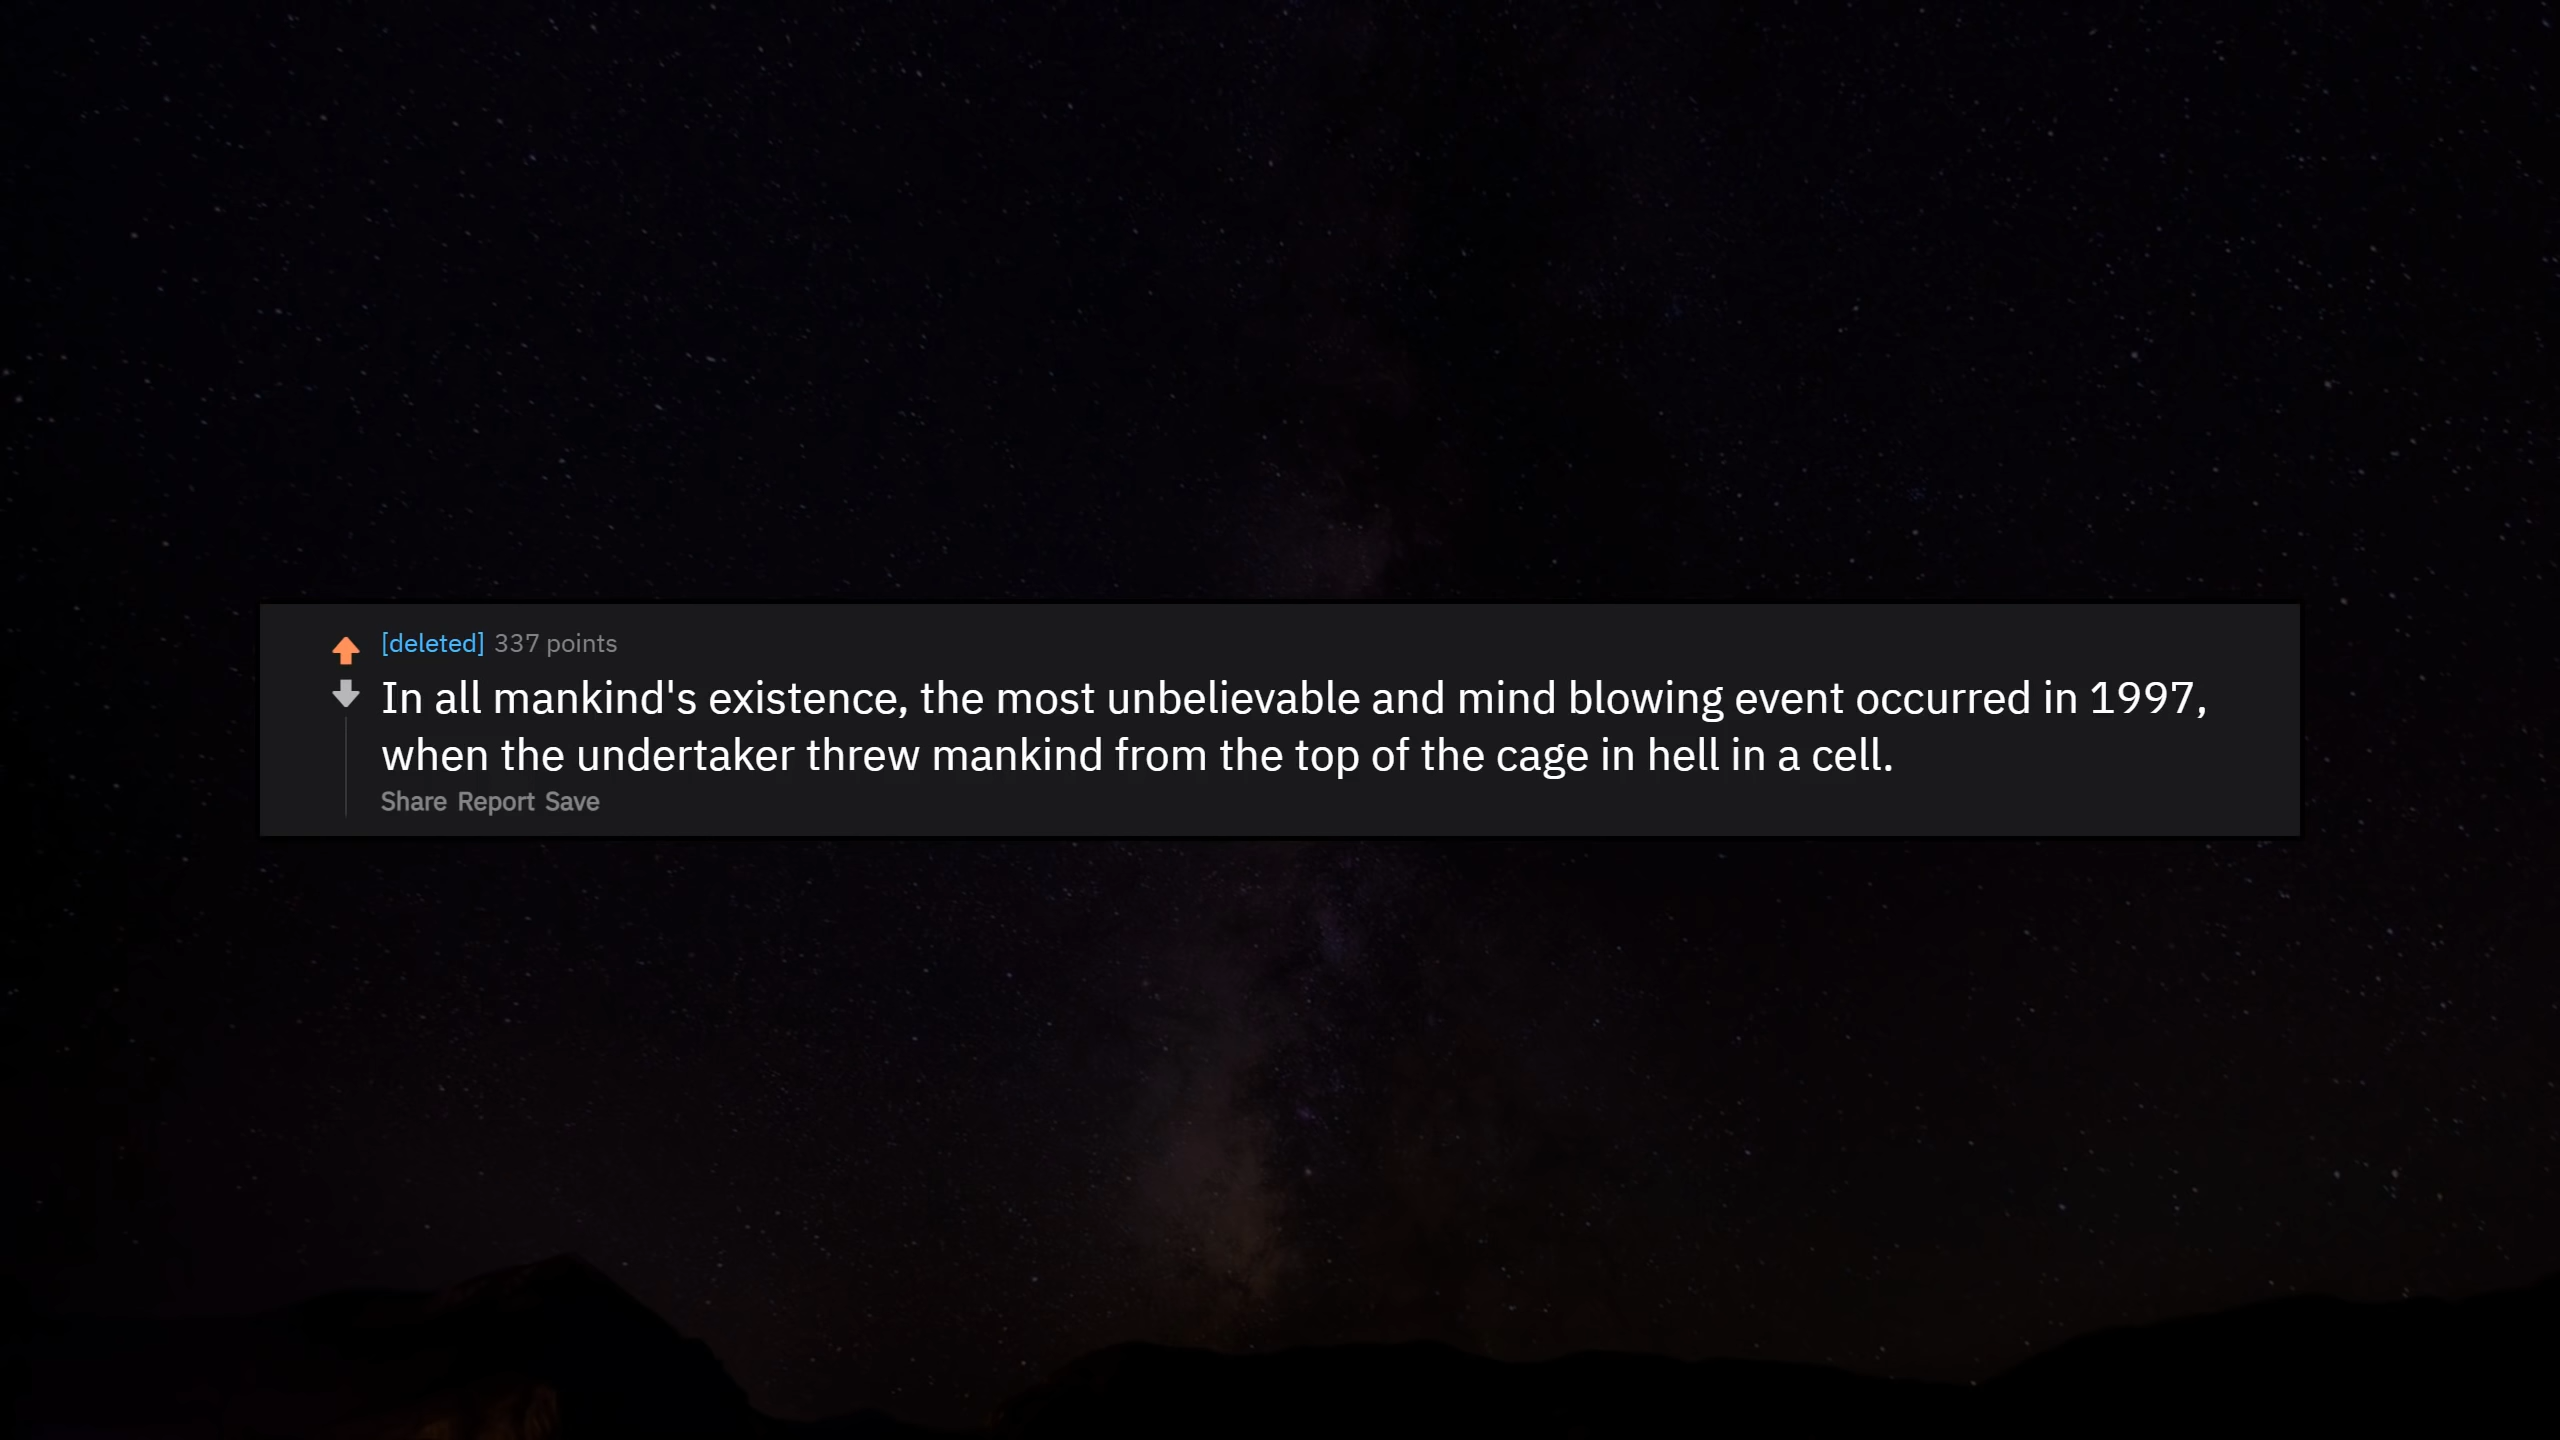 [deleted] 337 points
In all mankind's existence, the most unbelievable and mind blowing event occurred in 1997,
when the undertaker threw mankind from the top of the cage in hell in a cell.
Share Report Save